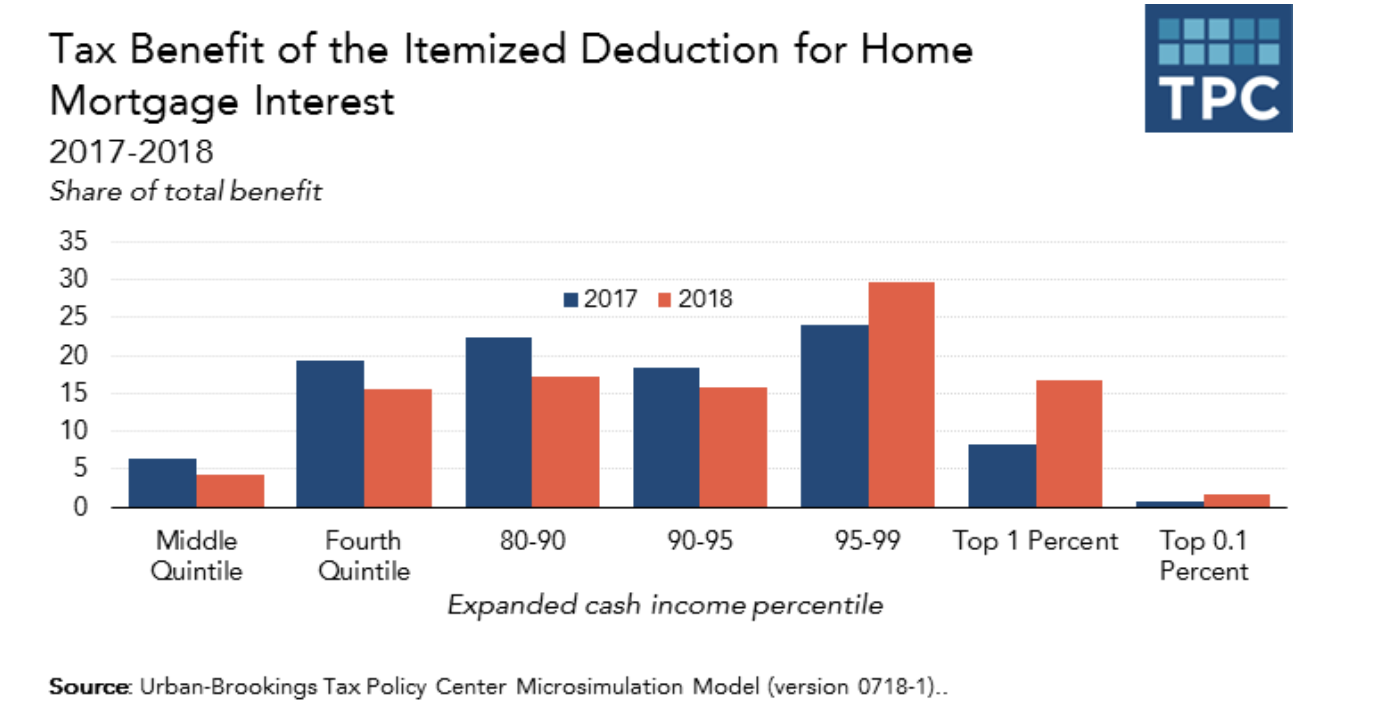 Tax Benefit of the Itemized Deduction for Home
Mortgage Interest
2017-2018
Share of total benefit
TPC
35
30
25
20
15
10
5
0
2017 2018
Middle Quintile
Fourth Quintile
80-90
90-95
95-99
Top 1 Percent
Top 0.1 Percent
Expanded cash income percentile
Source: Urban-Brookings Tax Policy Center Microsimulation Model (version 0718-1)..